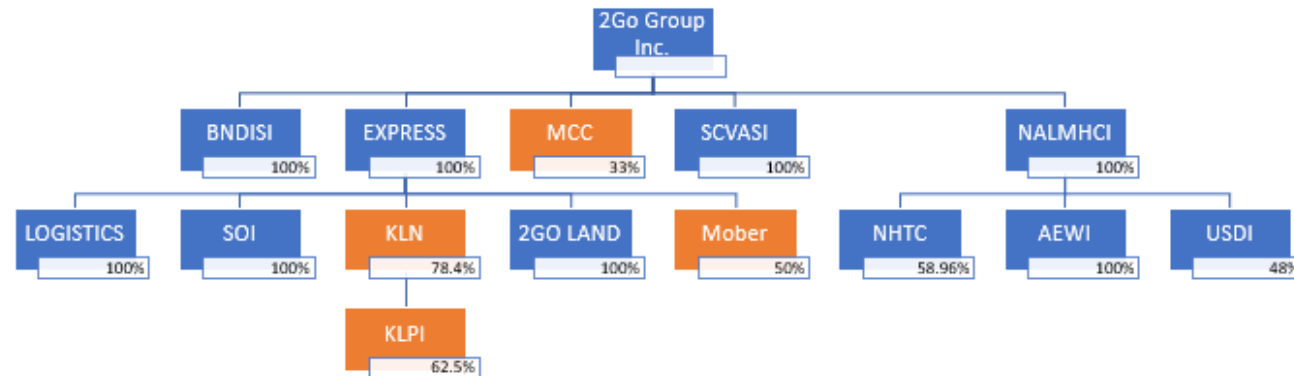 2Go Group
Inc.
BNDISI
100%
EXPRESS
100%
MCC
33%
SCVASI
100%
NALMHCI
100%
LOGISTICS
100%
SOI
100%
KLN
78.4%
2GO LAND
100%
Mober
50%
NHTC
58.96%
AEWI
100%
USDI
48%
KLPI
62.5%